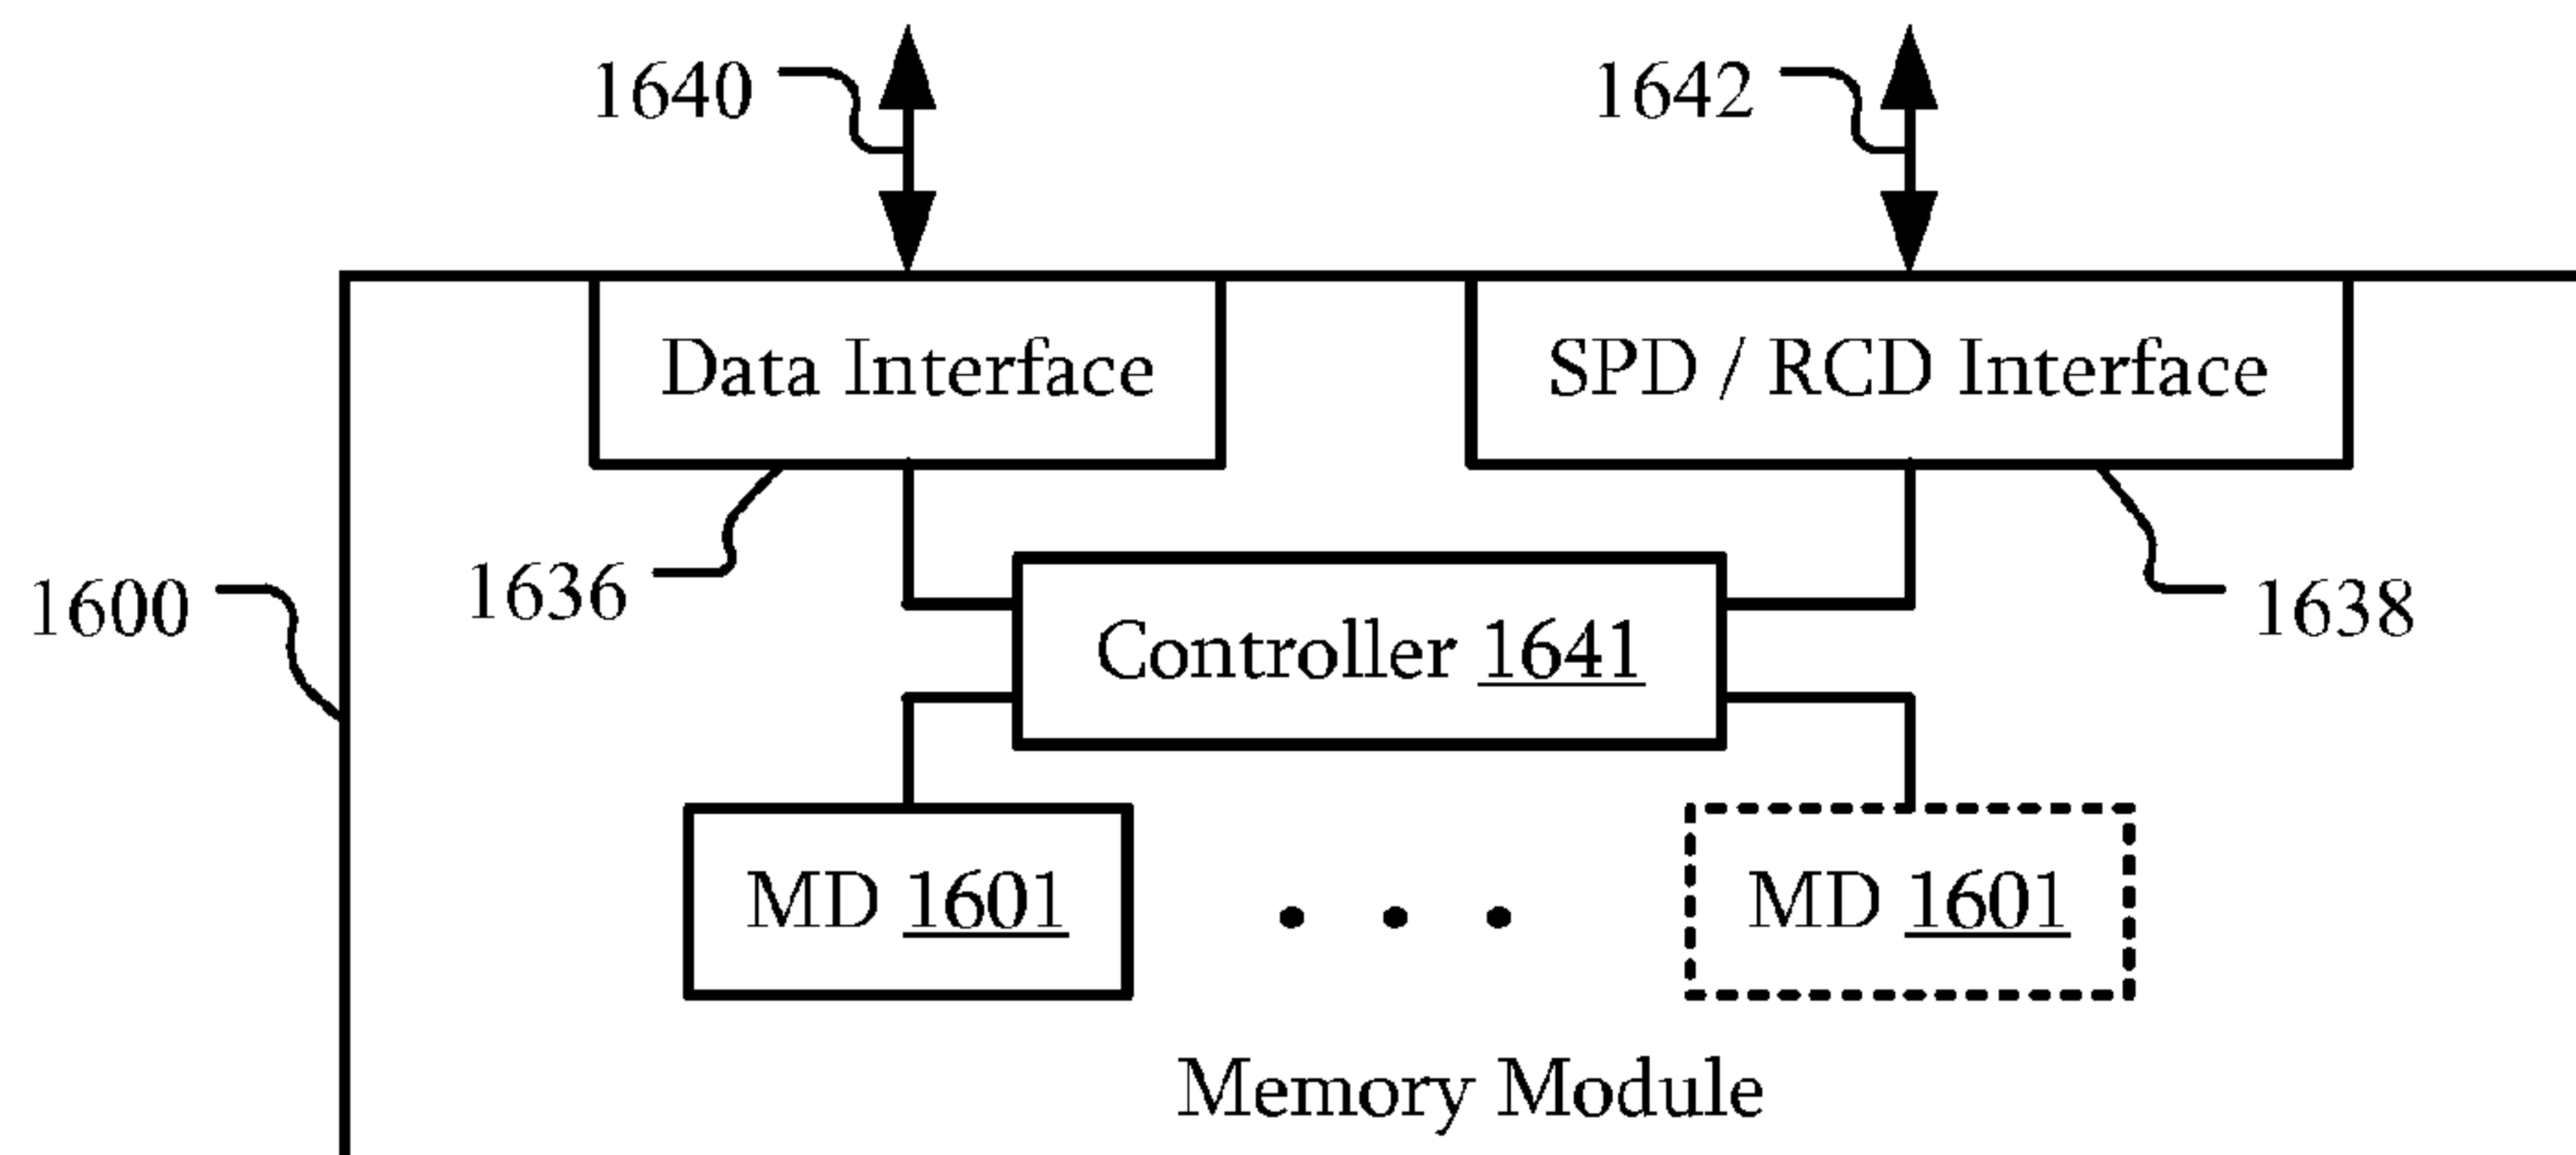 1640
1642
Data Interface
SPD / RCD Interface
1600
1636
Controller 1641
1638
MD 1601
MD 1601
Memory Module